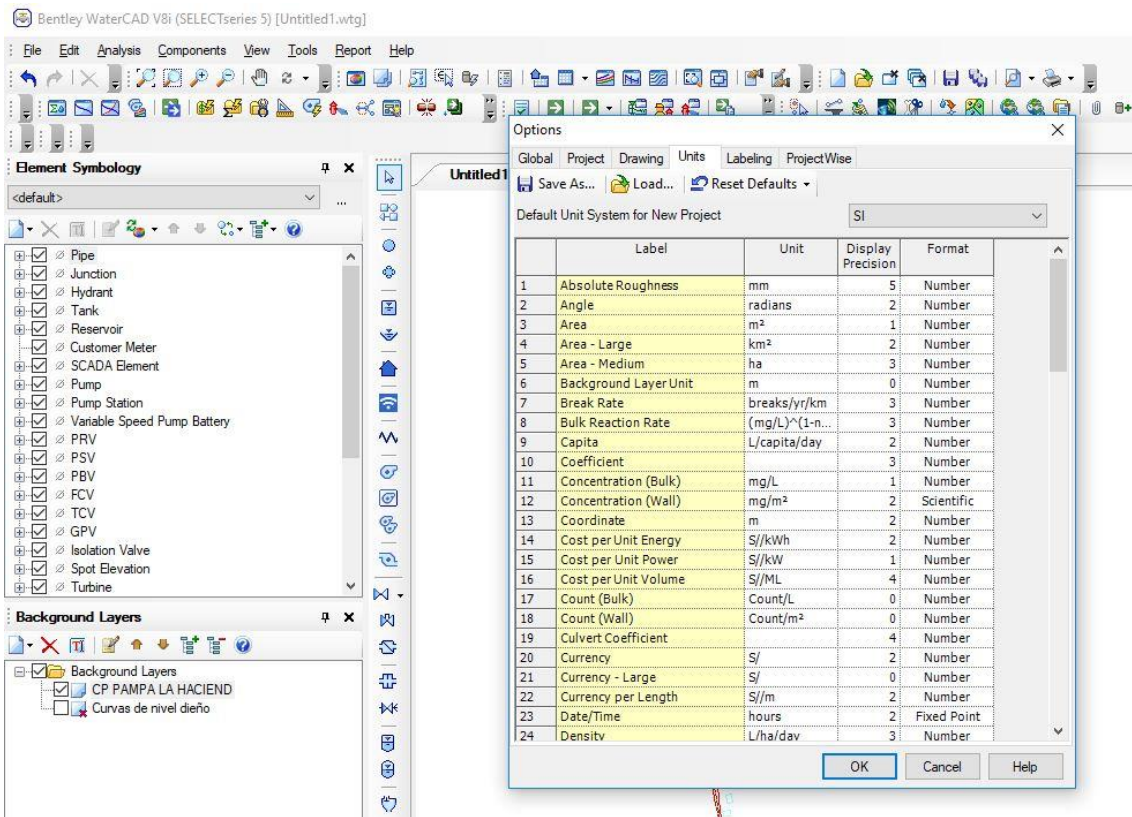 Bentley WaterCAD V8i (SELECTseries 5) [Untitled1.wtg]
File Edit Analysis Components View Tools Report Help
Element Symbology
<default>
...
Pipe
Junction
Hydrant
Tank
Reservoir
Customer Meter
SCADA Element
Pump
Pump Station
Variable Speed Pump Battery
PRV
PSV
PBV
FCV
TCV
GPV
Isolation Valve
Spot Elevation
Turbine
Background Layers
Background Layers
CP PAMPA LA HACIEND
Curvas de nivel dieño
Untitled1
Options
Global Project Drawing Units Labeling ProjectWise
Save As... Load... Reset Defaults
Default Unit System for New Project SI
Label Unit Display Precision Format
1 Absolute Roughness mm 5 Number
2 Angle radians 2 Number
3 Area m² 1 Number
4 Area - Large km² 2 Number
5 Area - Medium ha 3 Number
6 Background Layer Unit m 0 Number
7 Break Rate breaks/yr/km 3 Number
8 Bulk Reaction Rate (mg/L)^(1-n... 3 Number
9 Capita L/capita/day 2 Number
10 Coefficient 3 Number
11 Concentration (Bulk) mg/L 1 Number
12 Concentration (Wall) mg/m² 2 Scientific
13 Coordinate m 2 Number
14 Cost per Unit Energy S//kWh 2 Number
15 Cost per Unit Power S//kW 1 Number
16 Cost per Unit Volume S//ML 4 Number
17 Count (Bulk) Count/L 0 Number
18 Count (Wall) Count/m² 0 Number
19 Culvert Coefficient 4 Number
20 Currency S/ 2 Number
21 Currency - Large S/ 0 Number
22 Currency per Length S//m 2 Number
23 Date/Time hours 2 Fixed Point
24 Density L/ha/day 3 Number
OK Cancel Help